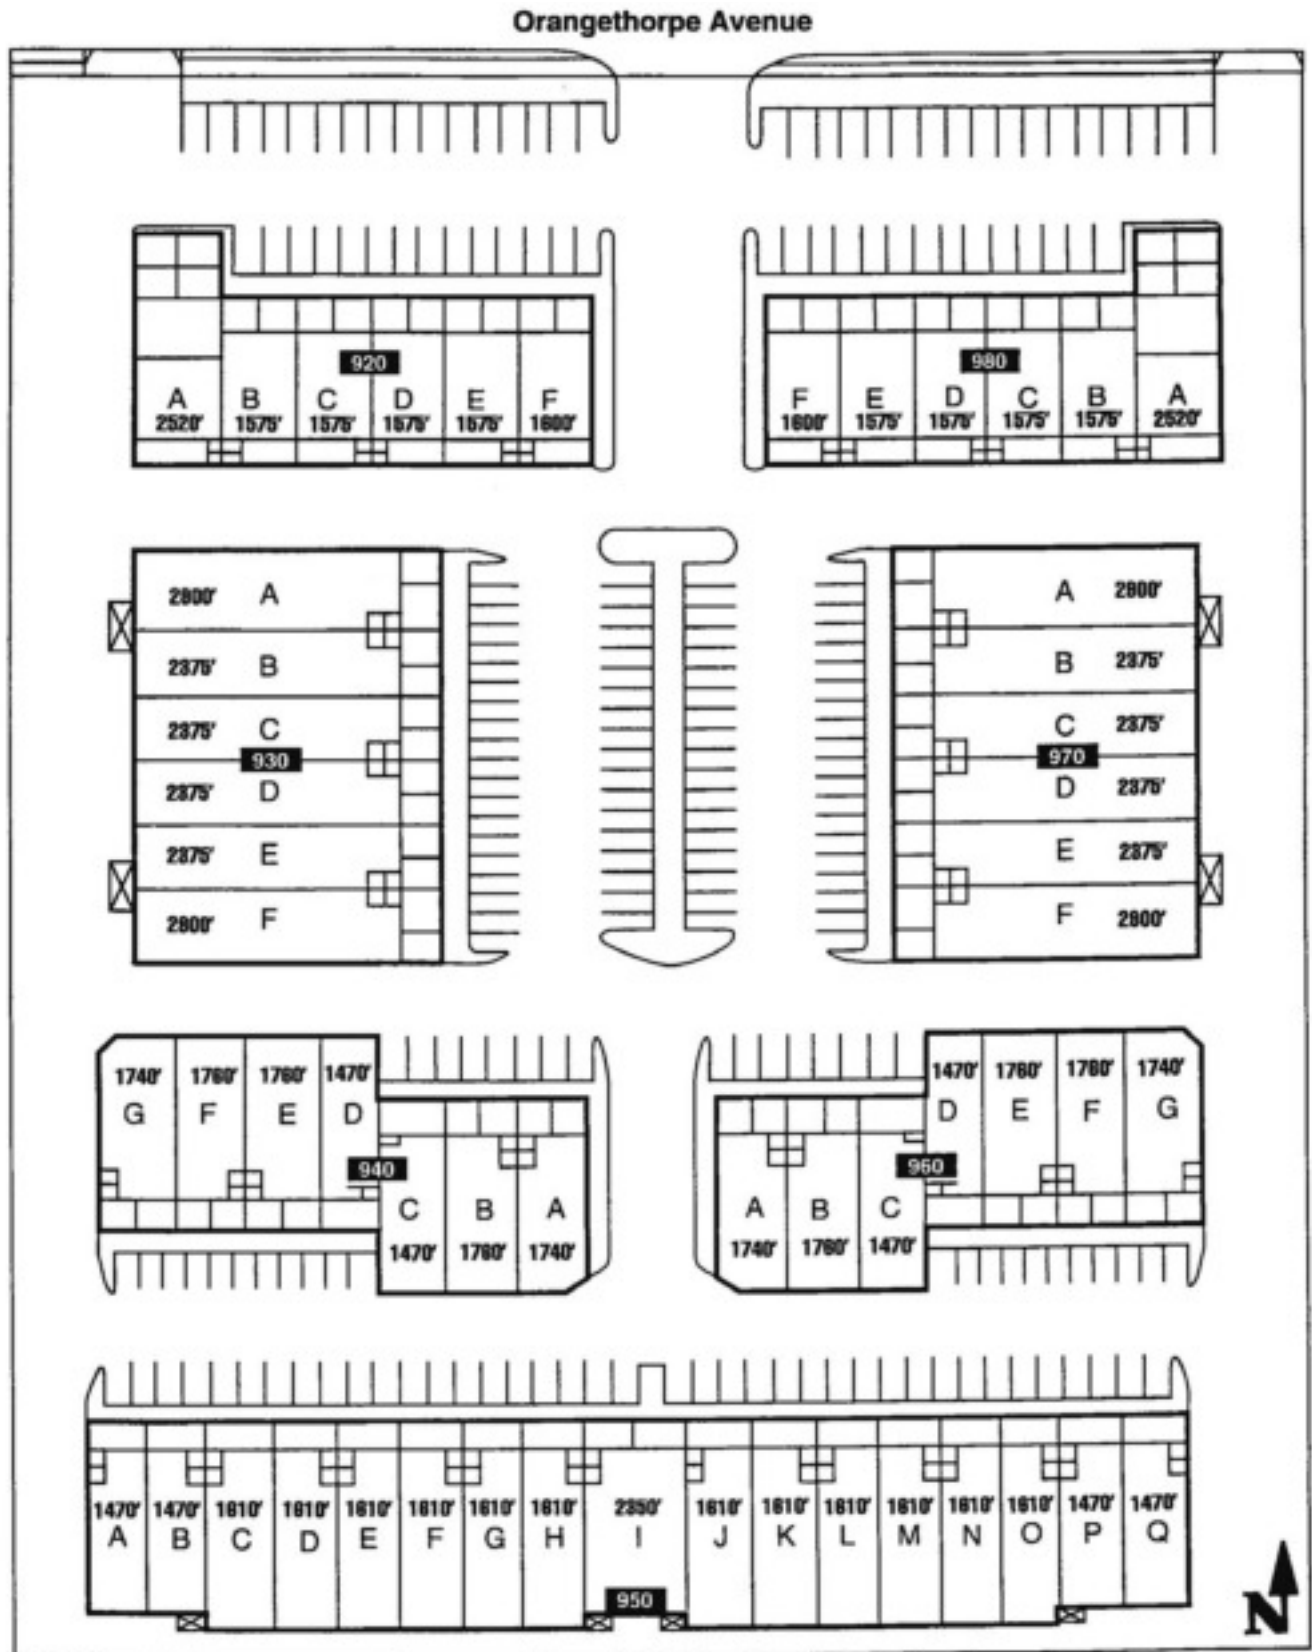 Orangethorpe Avenue
920
980
A B C D E F
2520' 1575' 1575' 1575' 1575' 1600'
F E D C B A
1600' 1575' 1575' 1575' 1575' 2520'
2800' A
2375' B
2375' C
930
2375' D
2375' E
2800' F
A 2800'
B 2375'
C 2375'
970
D 2375'
E 2375'
F 2800'
1740' 1760' 1760' 1470'
G F E D
940
C B A
1470' 1760' 1740'
1470' 1760' 1760' 1740'
D E F G
960
A B C
1740' 1760' 1470'
1470' 1470' 1610' 1610' 1610' 1610' 1610' 1610' 2350' 1610' 1610' 1610' 1610' 1610' 1610' 1470' 1470'
A B C D E F G H I J K L M N O P Q
950
N